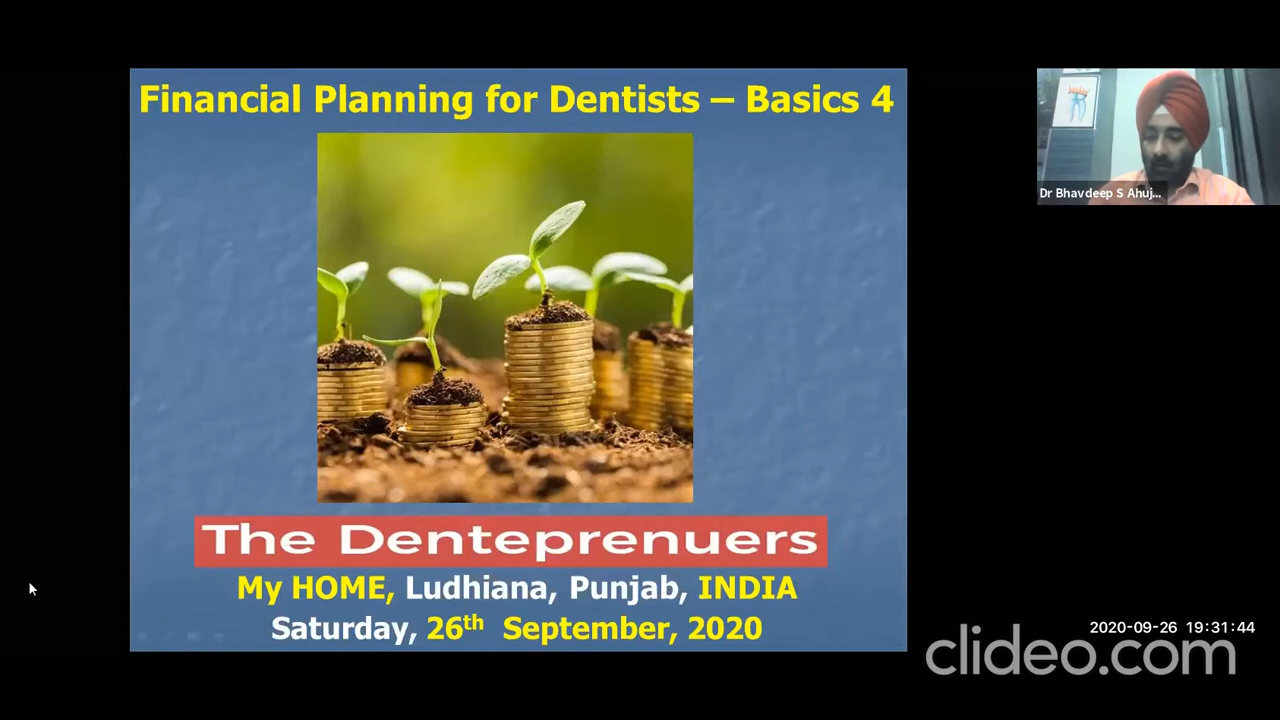 Financial Planning for Dentists – Basics 4
The Denteprenuers
My HOME, Ludhiana, Punjab, INDIA
Saturday, 26th September, 2020
Dr Bhavdeep S Ahuj...
2020-09-26 19:31:44
clideo.com